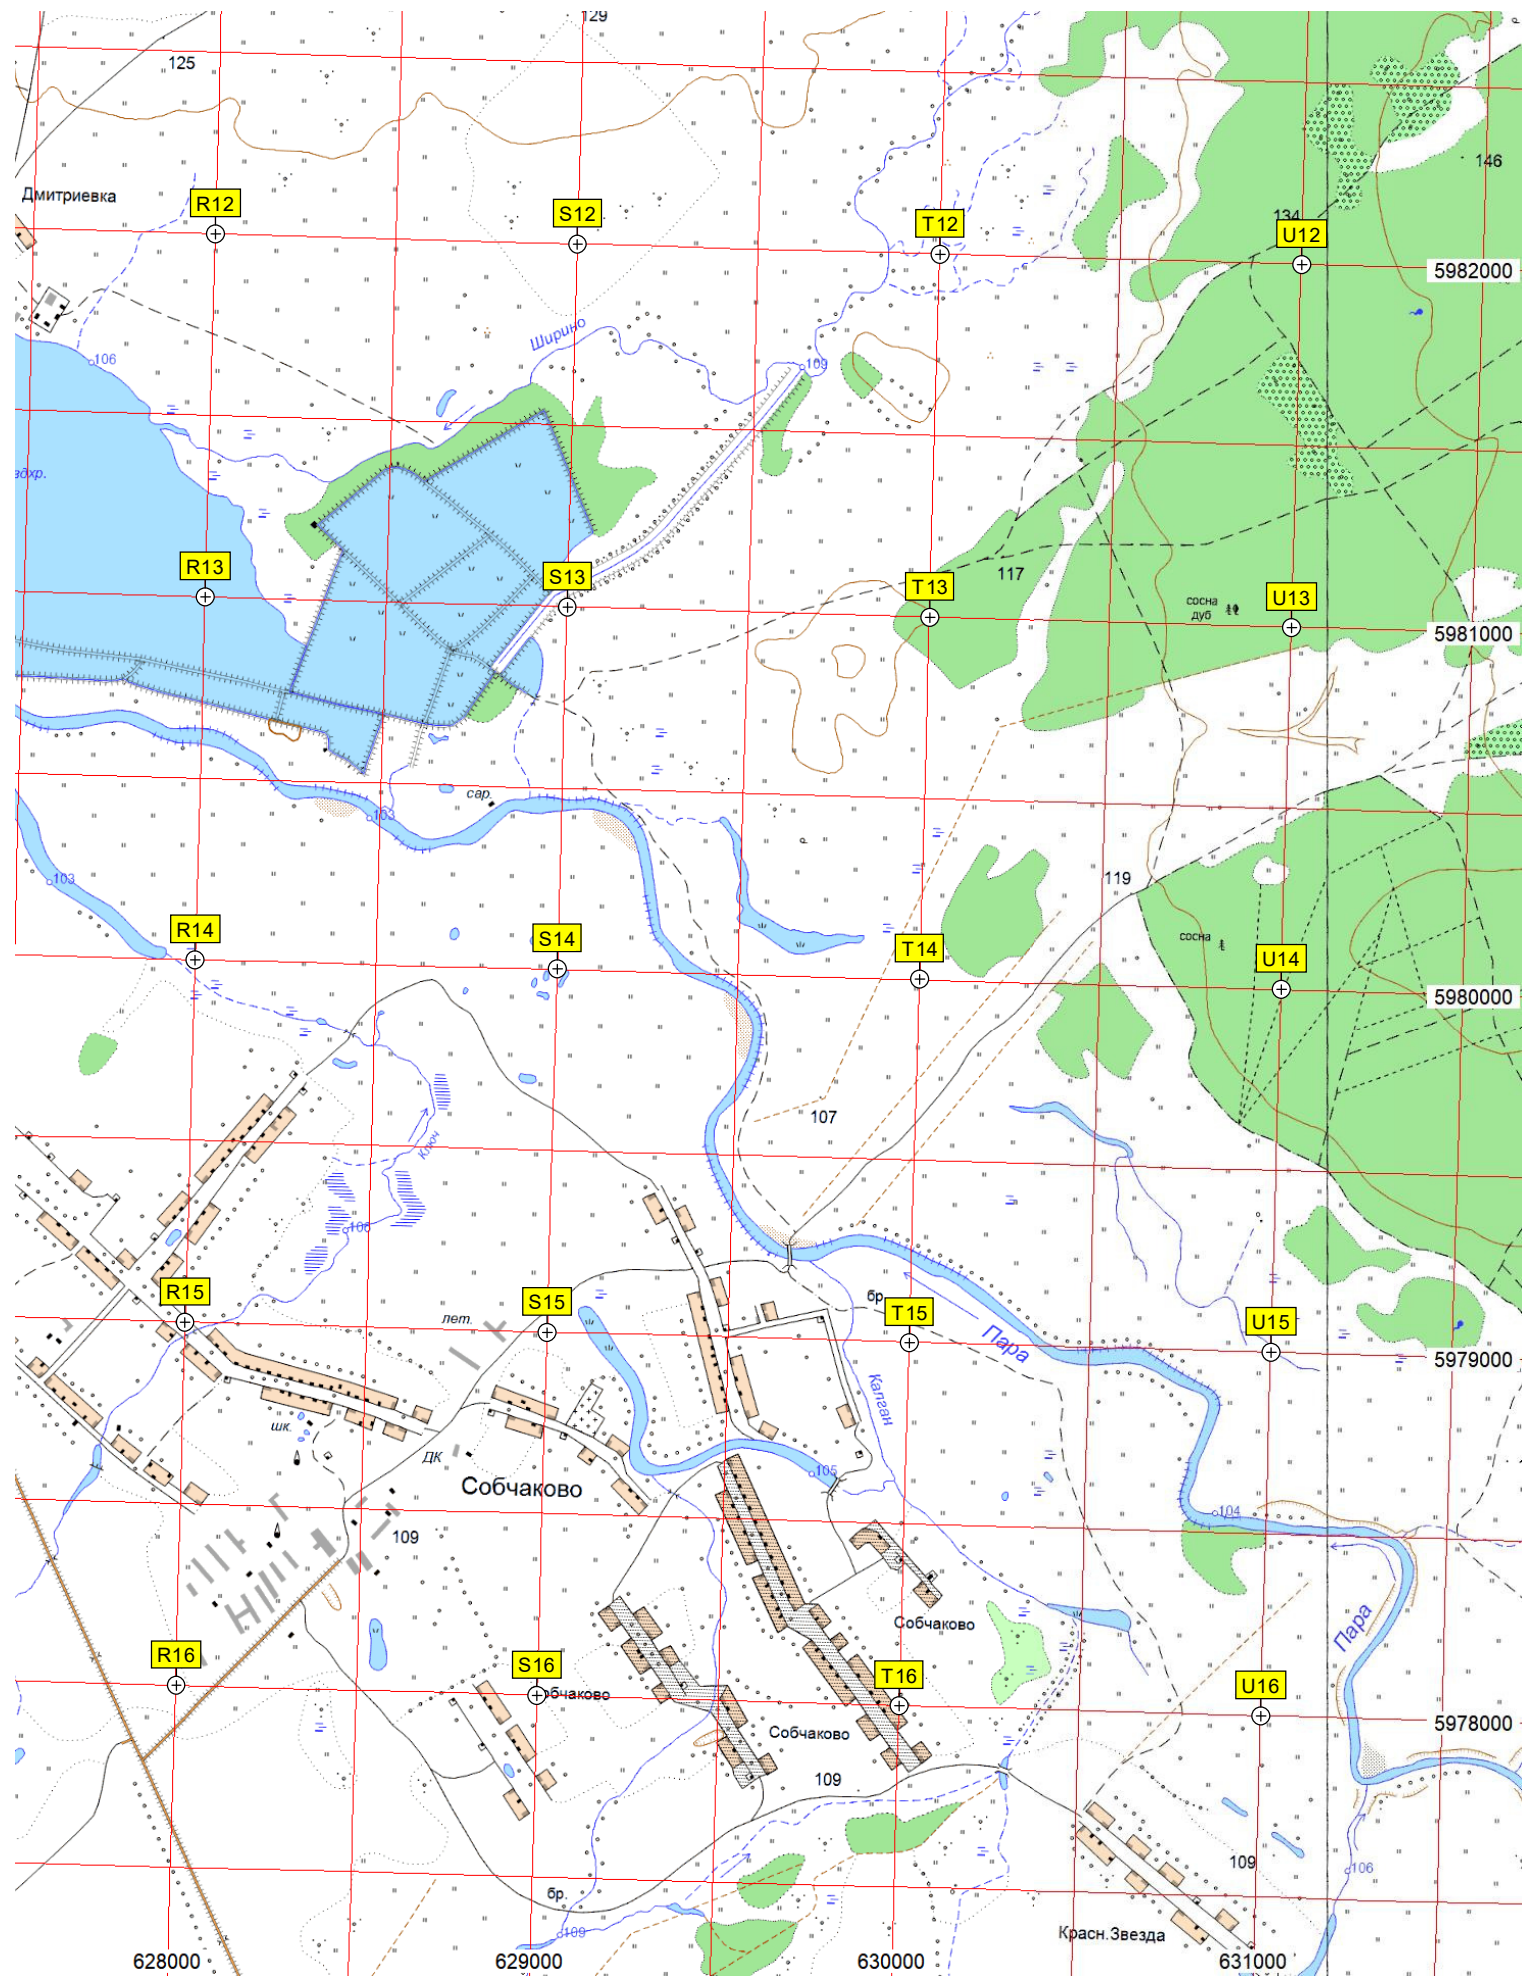 129
125
146
Дмитриевка
R12
S12
T12
134
U12
5982000
Ширино
106
109
здхр.
R13
S13
T13
117
сосна
дуб
U13
5981000
сар.
103
103
119
R14
S14
T14
сосна
U14
5980000
107
Ключ
106
R15
лет.
S15
бр.
T15
Пара
U15
5979000
Калган
шк.
ДК
Собчаково
105
104
109
Собчаково
Пара
R16
S16
обчаково
T16
U16
Собчаково
5978000
109
109
106
бр.
109
Красн.Звезда
628000
629000
630000
631000